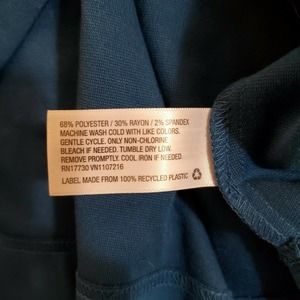 68% POLYESTER / 30% RAYON / 2% SPANDEX
MACHINE WASH COLD WITH LIKE COLORS.
GENTLE CYCLE. ONLY NON-CHLORINE
BLEACH IF NEEDED. TUMBLE DRY LOW.
REMOVE PROMPTLY. COOL IRON IF NEEDED.
RN17730 VN1107216
LABEL MADE FROM 100% RECYCLED PLASTIC